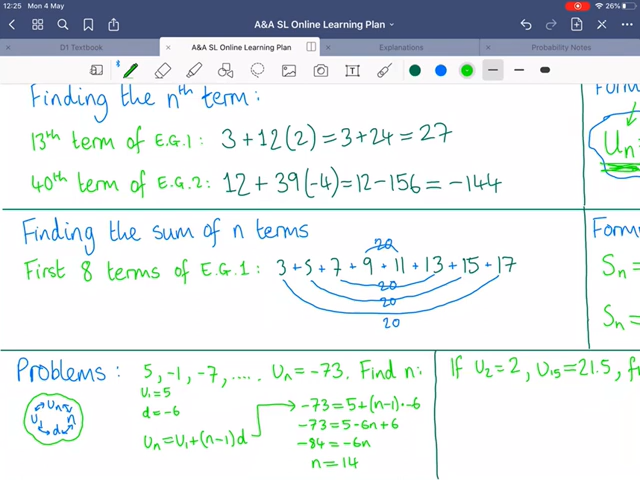 12:25 Mon 4 May
A&A SL Online Learning Plan
26%
D1 Textbook
A&A SL Online Learning Plan
Explanations
Probability Notes
Finding the nth term:
13th term of E.G.1: 3 + 12(2) = 3 + 24 = 27
40th term of E.G.2: 12 + 39(-4) = 12 - 156 = -144
Form
Un =
Finding the sum of n terms
First 8 terms of E.G.1: 3 + 5 + 7 + 9 + 11 + 13 + 15 + 17
20
20
20
20
Form
Sn =
Sn =
Problems: 5, -1, -7, .... Un = -73. Find n:
U1 = 5
d = -6
Un = U1 + (n-1)d
-73 = 5 + (n-1)·-6
-73 = 5 - 6n + 6
-84 = -6n
n = 14
Un
n
d
If U2 = 2, U15 = 21.5, f